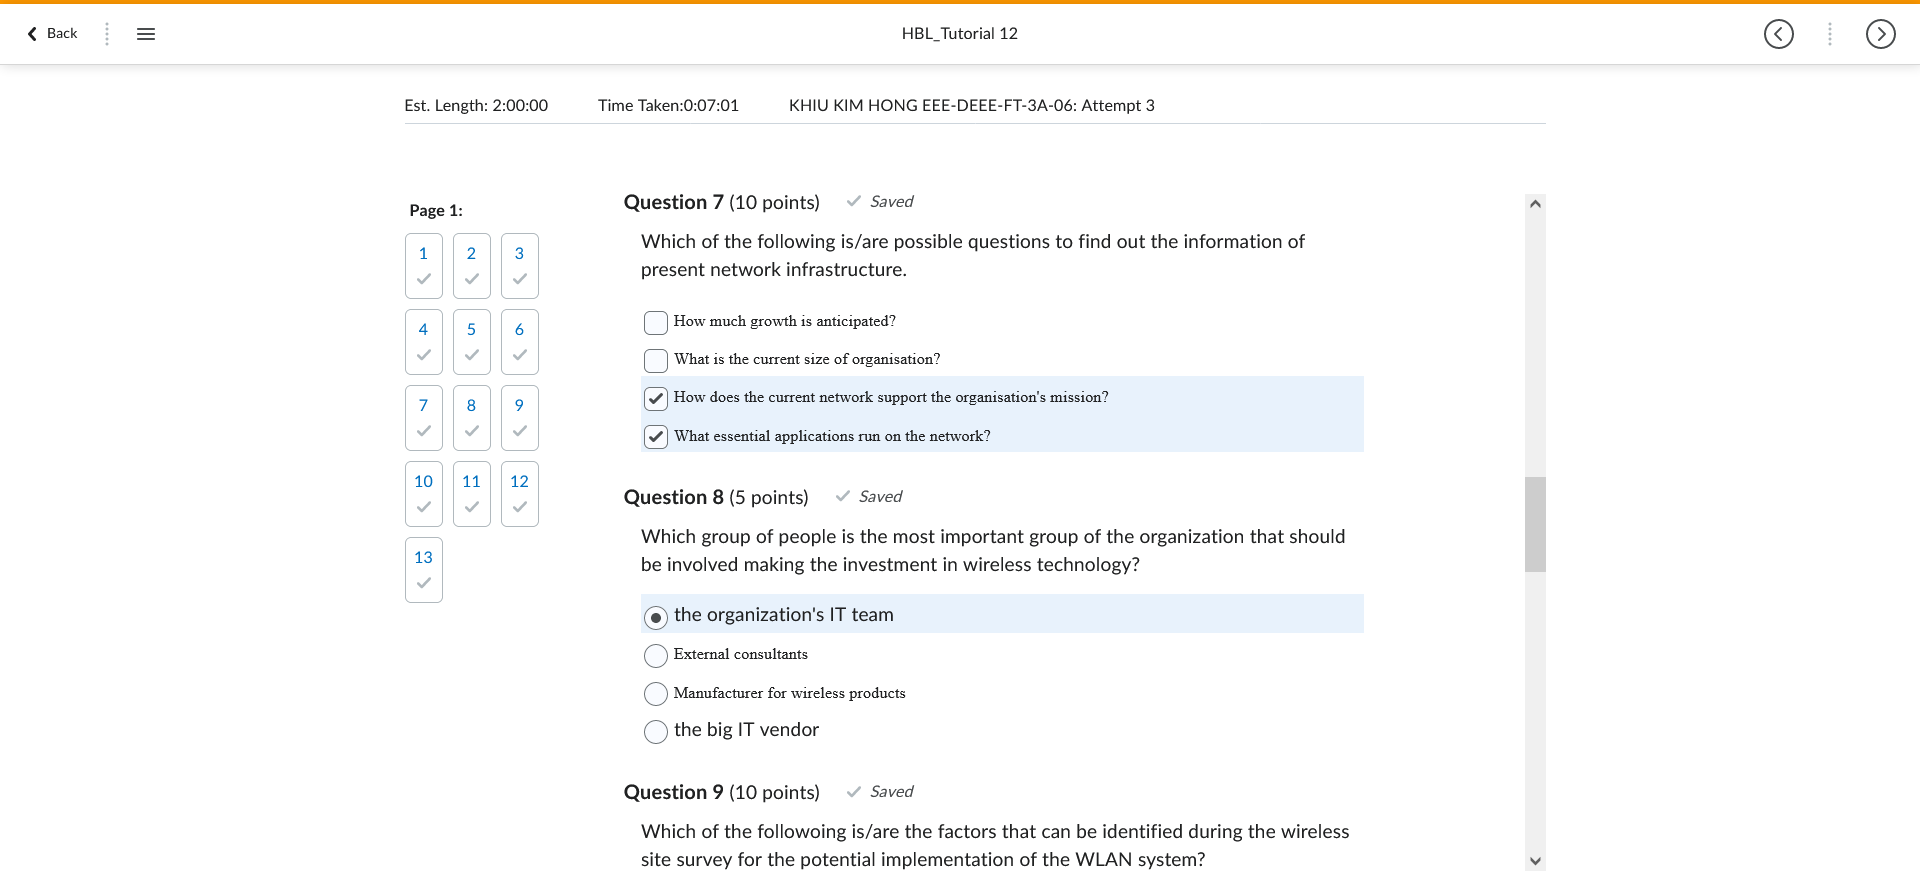 Back
HBL_Tutorial 12
Est. Length: 2:00:00 Time Taken:0:07:01 KHIU KIM HONG EEE-DEEE-FT-3A-06: Attempt 3
Page 1:
1 2 3
4 5 6
7 8 9
10 11 12
13
Question 7 (10 points) Saved
Which of the following is/are possible questions to find out the information of
present network infrastructure.
How much growth is anticipated?
What is the current size of organisation?
How does the current network support the organisation's mission?
What essential applications run on the network?
Question 8 (5 points) Saved
Which group of people is the most important group of the organization that should
be involved making the investment in wireless technology?
the organization's IT team
External consultants
Manufacturer for wireless products
the big IT vendor
Question 9 (10 points) Saved
Which of the followoing is/are the factors that can be identified during the wireless
site survey for the potential implementation of the WLAN system?